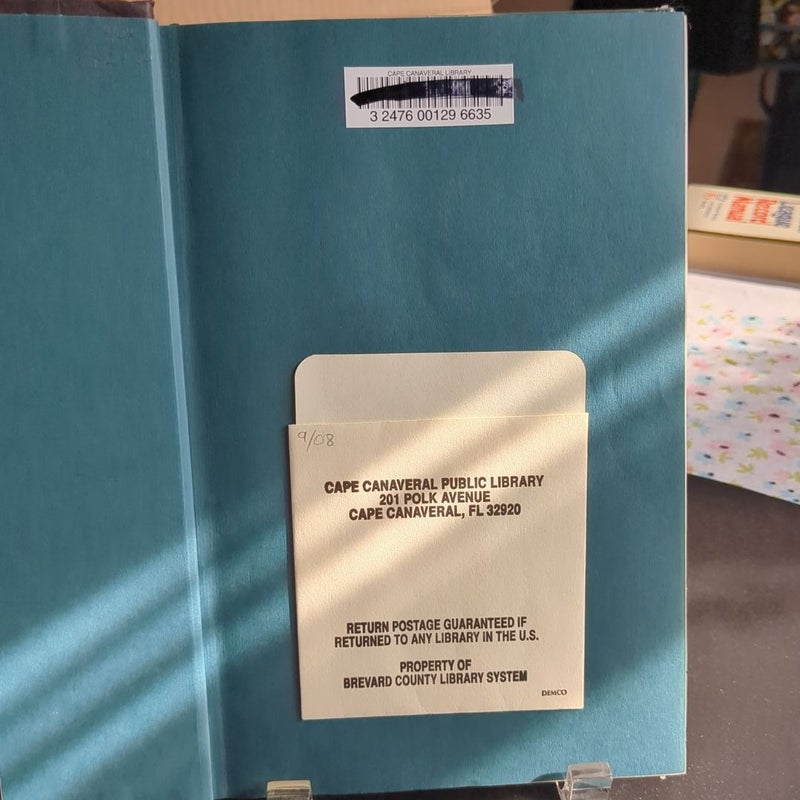 CAPE CANAVERAL LIBRARY
3 2476 00129 6635
9/08
CAPE CANAVERAL PUBLIC LIBRARY
201 POLK AVENUE
CAPE CANAVERAL, FL 32920
RETURN POSTAGE GUARANTEED IF
RETURNED TO ANY LIBRARY IN THE U.S.
PROPERTY OF
BREVARD COUNTY LIBRARY SYSTEM
DEMCO